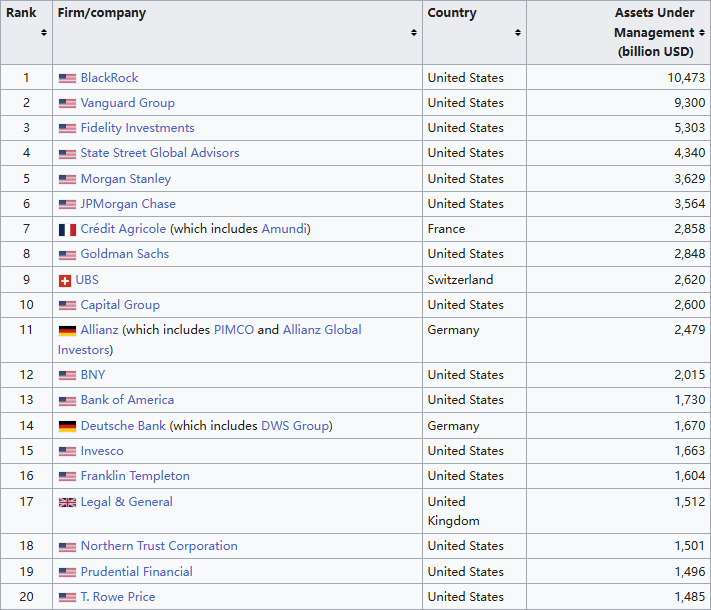 Rank Firm/company Country Assets Under
Management
(billion USD)
1 BlackRock United States 10,473
2 Vanguard Group United States 9,300
3 Fidelity Investments United States 5,303
4 State Street Global Advisors United States 4,340
5 Morgan Stanley United States 3,629
6 JPMorgan Chase United States 3,564
7 Crédit Agricole (which includes Amundi) France 2,858
8 Goldman Sachs United States 2,848
9 UBS Switzerland 2,620
10 Capital Group United States 2,600
11 Allianz (which includes PIMCO and Allianz Global Germany 2,479
Investors)
12 BNY United States 2,015
13 Bank of America United States 1,730
14 Deutsche Bank (which includes DWS Group) Germany 1,670
15 Invesco United States 1,663
16 Franklin Templeton United States 1,604
17 Legal & General United 1,512
Kingdom
18 Northern Trust Corporation United States 1,501
19 Prudential Financial United States 1,496
20 T. Rowe Price United States 1,485